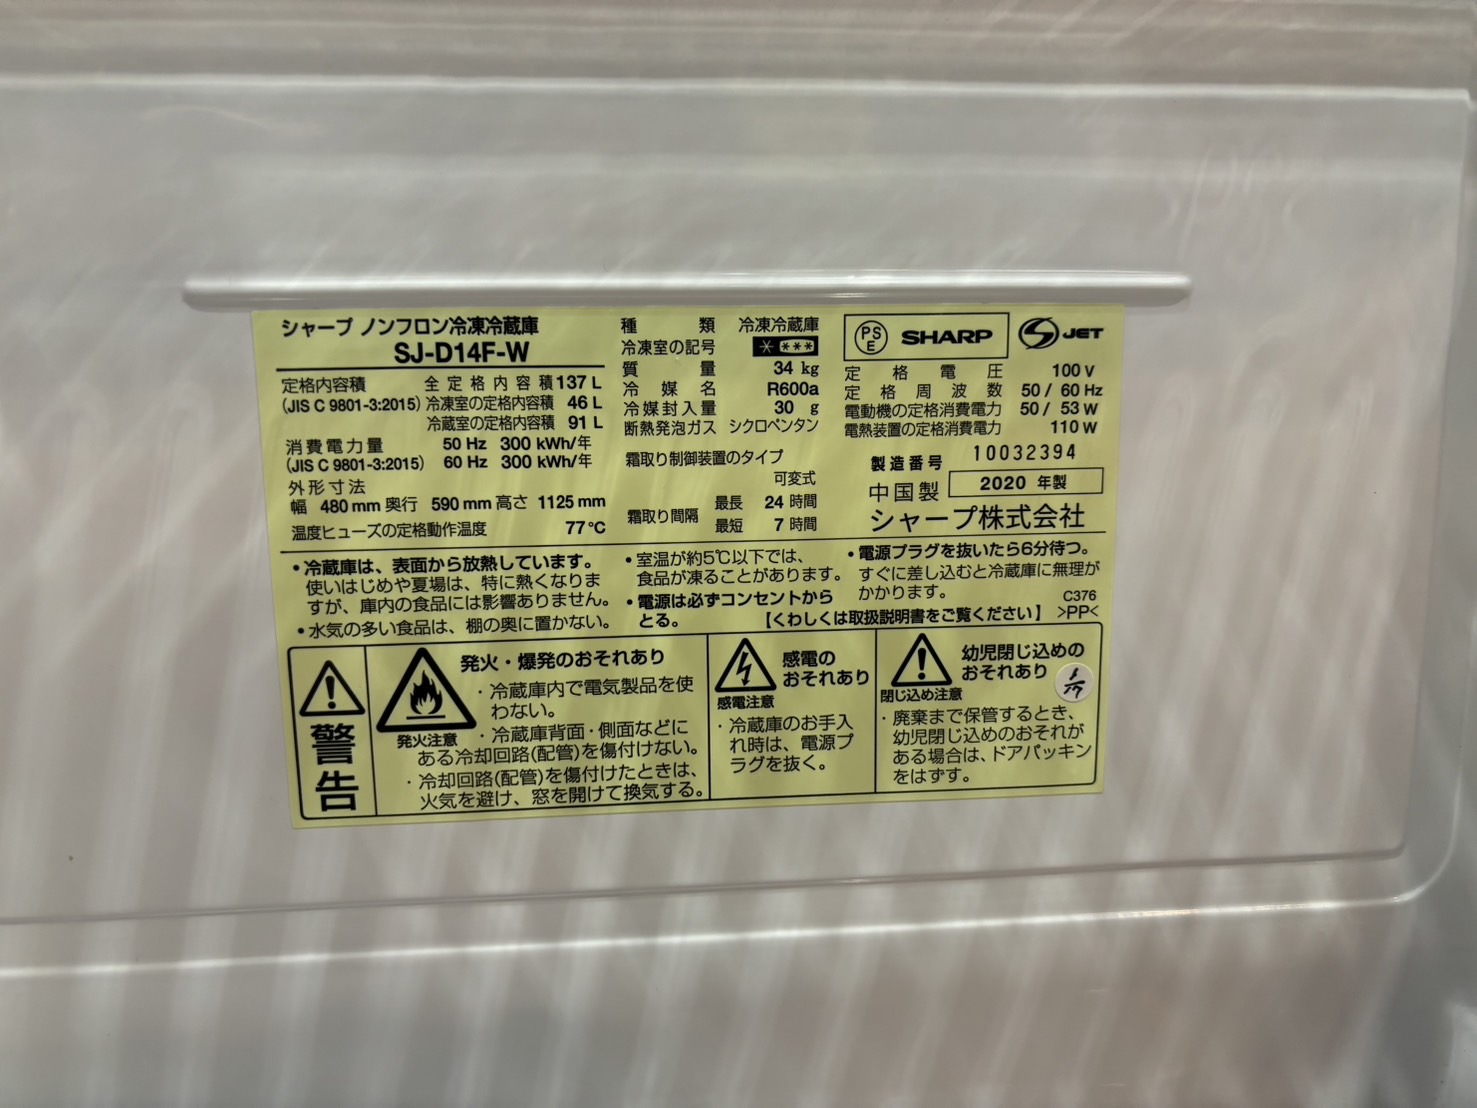 シャープ ノンフロン冷凍冷蔵庫
SJ-D14F-W
定格内容積 全定格内容積 137 L
(JIS C 9801-3:2015) 冷凍室の定格内容積 46 L
冷蔵室の定格内容積 91 L
消費電力量 50 Hz 300 kWh/年
(JIS C 9801-3:2015) 60 Hz 300 kWh/年
外形寸法
幅 480 mm 奥行 590 mm 高さ 1125 mm
温度ヒューズの定格動作温度 77℃
種類 冷凍冷蔵庫
冷凍室の記号
質量 34 kg
冷媒名 R600a
冷媒封入量 30 g
断熱発泡ガス シクロペンタン
霜取り制御装置のタイプ
可変式
霜取り間隔 最長 24 時間
最短 7 時間
PS
E
SHARP
S JET
定格電圧 100 V
定格周波数 50 / 60 Hz
電動機の定格消費電力 50 / 53 W
電熱装置の定格消費電力 110 W
製造番号 10032394
中国製 2020 年製
シャープ株式会社
・冷蔵庫は、表面から放熱しています。
使いはじめや夏場は、特に熱くなりま
すが、庫内の食品には影響ありません。
・水気の多い食品は、棚の奥に置かない。
・室温が約5℃以下では、
食品が凍ることがあります。
・電源は必ずコンセントから
とる。
・電源プラグを抜いたら6分待つ。
すぐに差し込むと冷蔵庫に無理が
かかります。
C376
【くわしくは取扱説明書をご覧ください】 >PP<
警告
発火・爆発のおそれあり
発火注意
・冷蔵庫内で電気製品を使
わない。
・冷蔵庫背面・側面などに
ある冷却回路(配管)を傷付けない。
・冷却回路(配管)を傷付けたときは、
火気を避け、窓を開けて換気する。
感電の
おそれあり
感電注意
・冷蔵庫のお手入
れ時は、電源プ
ラグを抜く。
幼児閉じ込めの
おそれあり
閉じ込め注意
・廃棄まで保管するとき、
幼児閉じ込めのおそれが
ある場合は、ドアパッキン
をはずす。